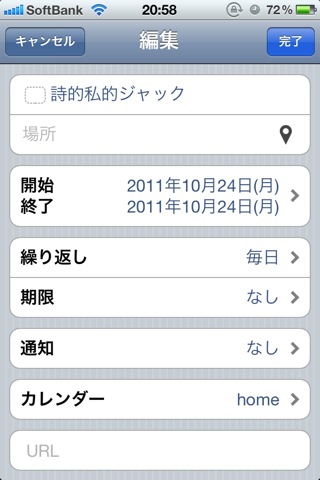 SoftBank 20:58 72%
キャンセル 編集 完了
詩的私的ジャック
場所
開始 2011年10月24日(月)
終了 2011年10月24日(月)
繰り返し 毎日
期限 なし
通知 なし
カレンダー home
URL